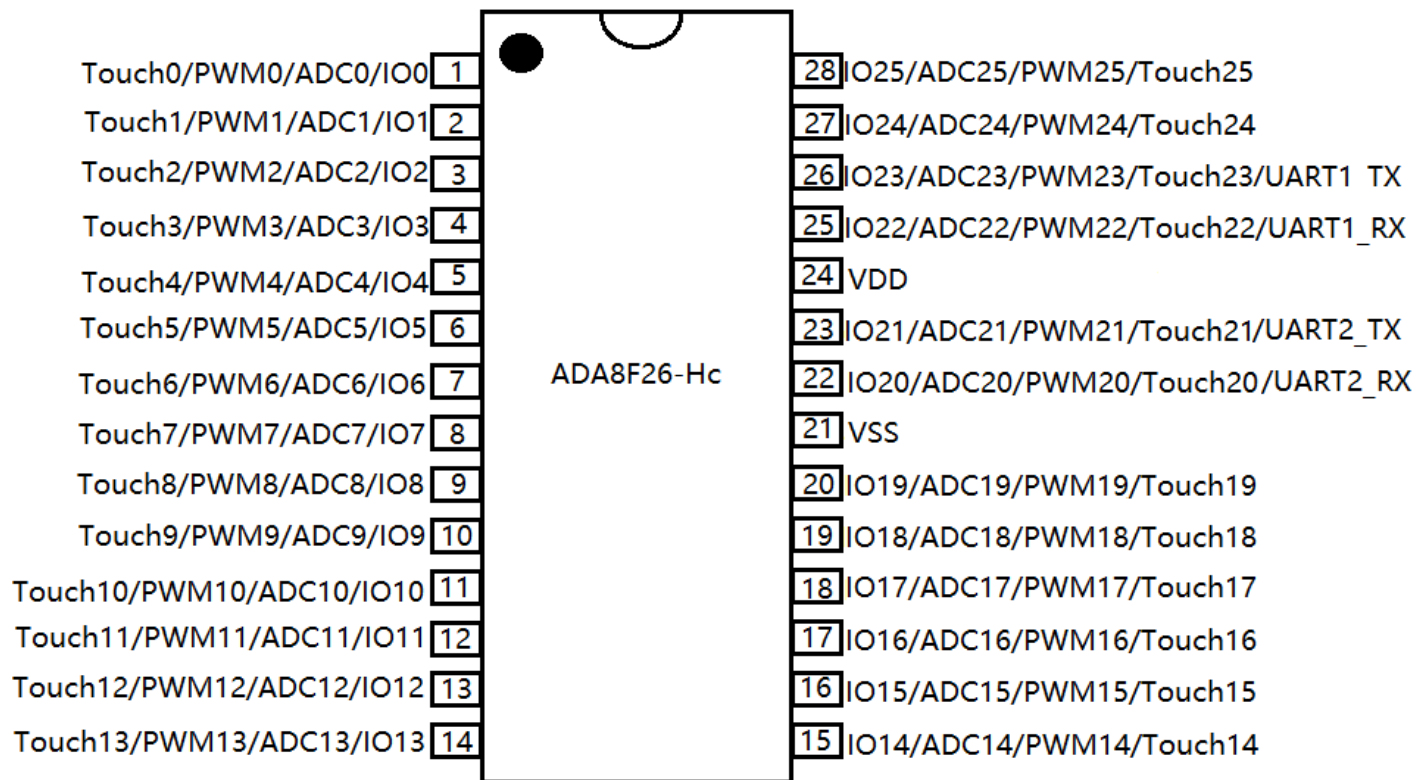 Touch0/PWM0/ADC0/IO0 1 28 IO25/ADC25/PWM25/Touch25
Touch1/PWM1/ADC1/IO1 2 27 IO24/ADC24/PWM24/Touch24
Touch2/PWM2/ADC2/IO2 3 26 IO23/ADC23/PWM23/Touch23/UART1_TX
Touch3/PWM3/ADC3/IO3 4 25 IO22/ADC22/PWM22/Touch22/UART1_RX
Touch4/PWM4/ADC4/IO4 5 24 VDD
Touch5/PWM5/ADC5/IO5 6 23 IO21/ADC21/PWM21/Touch21/UART2_TX
ADA8F26-Hc
Touch6/PWM6/ADC6/IO6 7 22 IO20/ADC20/PWM20/Touch20/UART2_RX
Touch7/PWM7/ADC7/IO7 8 21 VSS
Touch8/PWM8/ADC8/IO8 9 20 IO19/ADC19/PWM19/Touch19
Touch9/PWM9/ADC9/IO9 10 19 IO18/ADC18/PWM18/Touch18
Touch10/PWM10/ADC10/IO10 11 18 IO17/ADC17/PWM17/Touch17
Touch11/PWM11/ADC11/IO11 12 17 IO16/ADC16/PWM16/Touch16
Touch12/PWM12/ADC12/IO12 13 16 IO15/ADC15/PWM15/Touch15
Touch13/PWM13/ADC13/IO13 14 15 IO14/ADC14/PWM14/Touch14